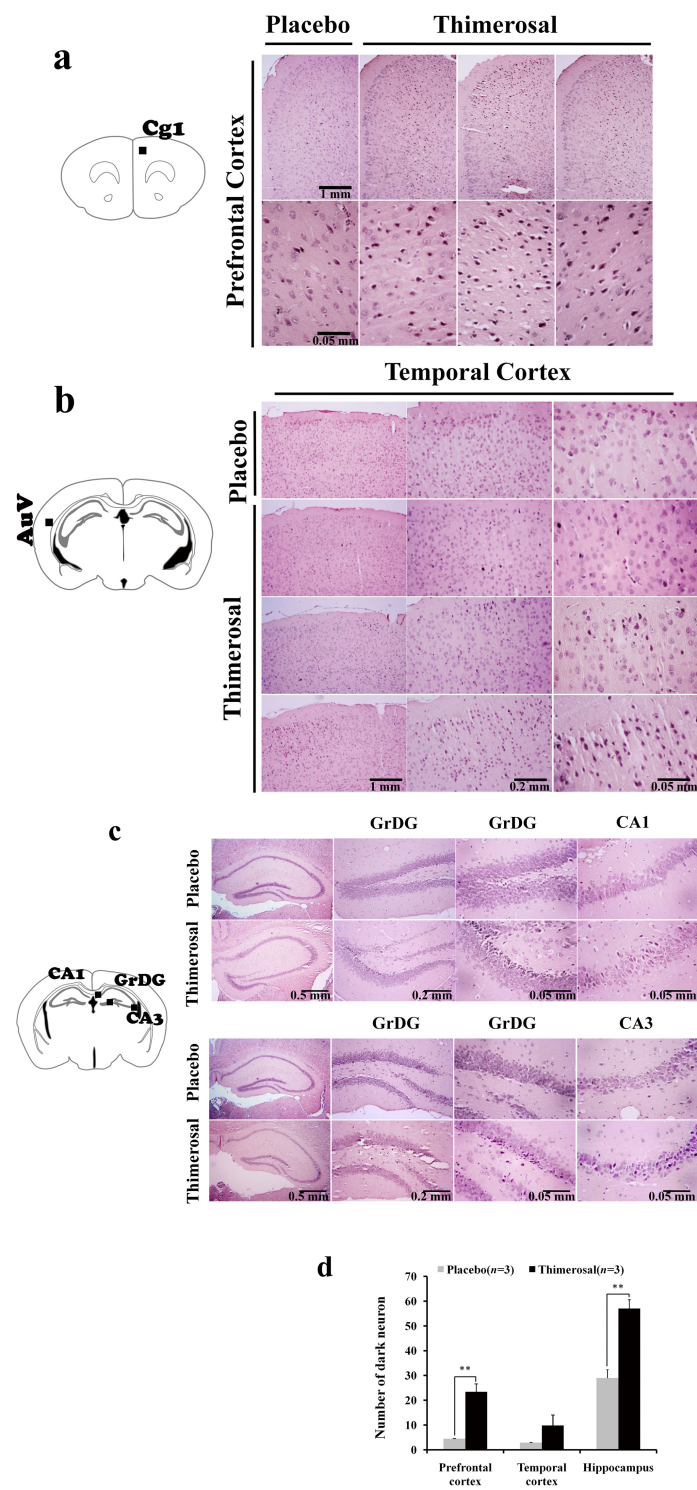 Placebo Thimerosal
a
Cg1
Prefrontal Cortex
1 mm
0.05 mm
Temporal Cortex
b
AuV
Placebo
Thimerosal
1 mm 0.2 mm 0.05 mm
c
GrDG GrDG CA1
Placebo
Thimerosal
0.5 mm 0.2 mm 0.05 mm 0.05 mm
CA1 GrDG
CA3
GrDG GrDG CA3
Placebo
Thimerosal
0.5 mm 0.2 mm 0.05 mm 0.05 mm
d
Placebo(n=3) Thimerosal(n=3)
Number of dark neuron
70
60
50
40
30
20
10
0
** **
Prefrontal cortex
Temporal cortex
Hippocampus